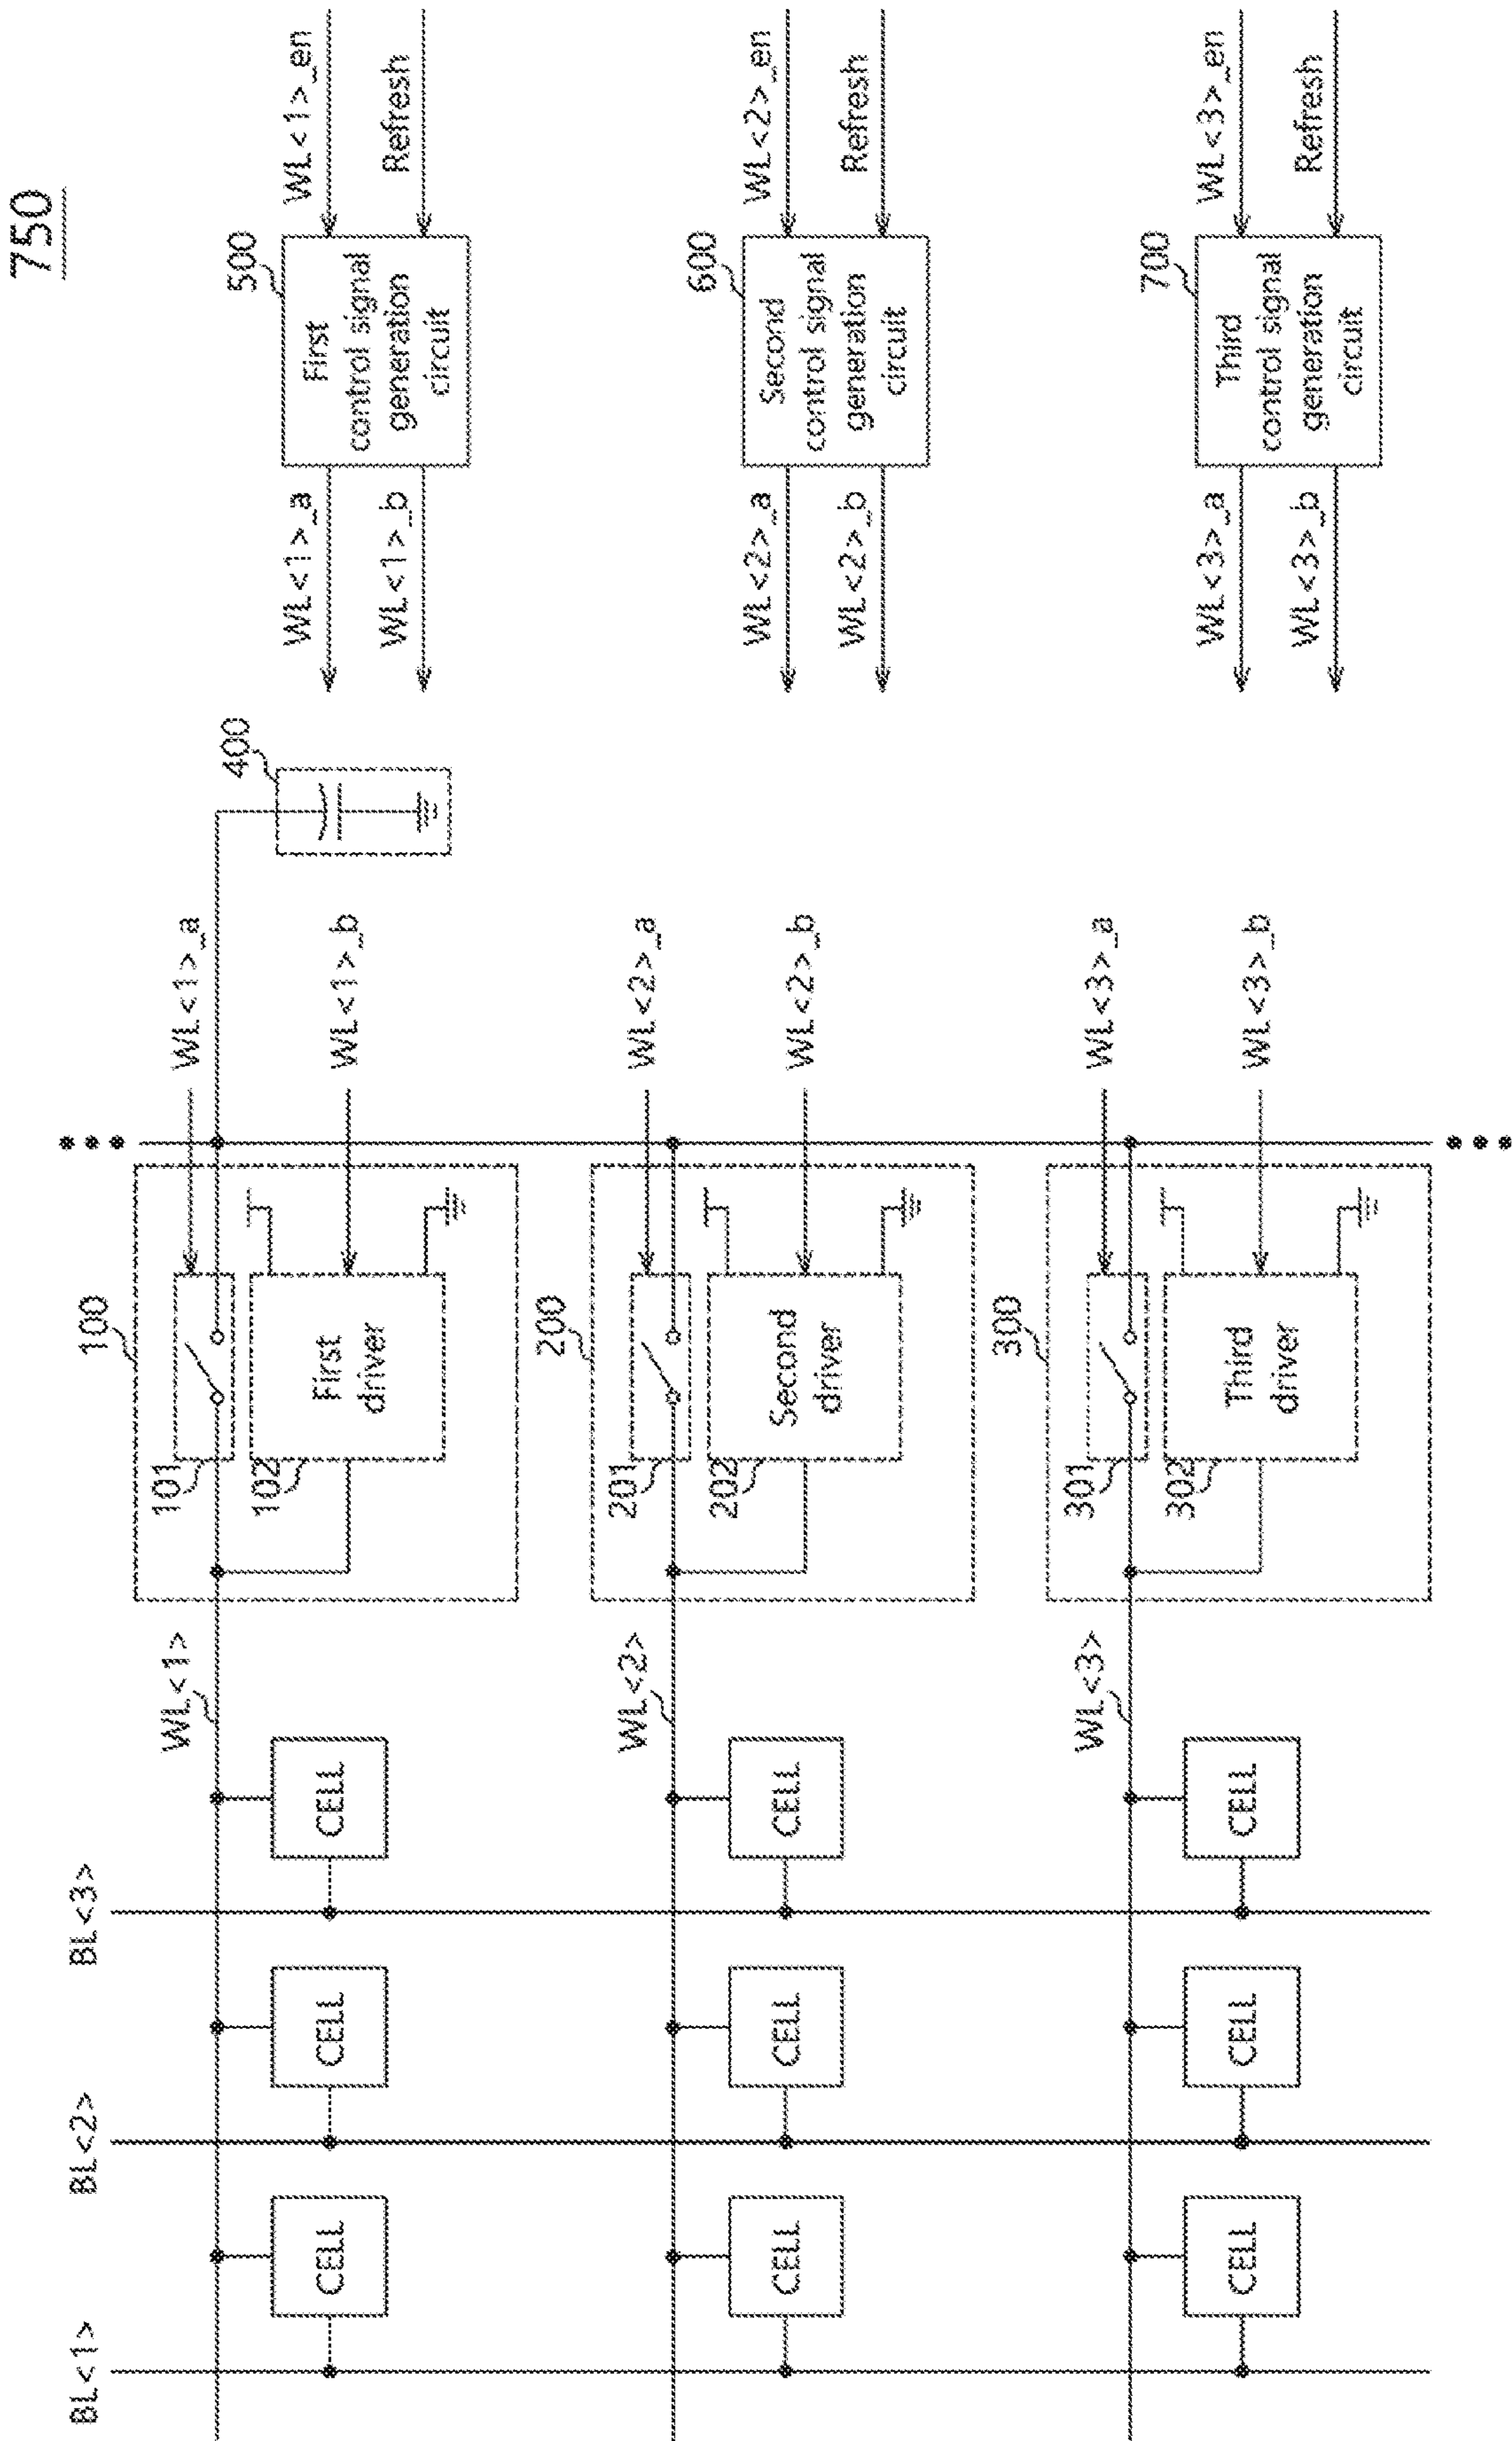 750
BL<1>
BL<2>
BL<3>
WL<1>
CELL
CELL
CELL
100
101
102
First
driver
WL<1>_a
WL<1>_b
400
WL<1>_a
WL<1>_b
500
First
control signal
generation
circuit
WL<1>_en
Refresh
WL<2>
CELL
CELL
CELL
200
201
202
Second
driver
WL<2>_a
WL<2>_b
WL<2>_a
WL<2>_b
600
Second
control signal
generation
circuit
WL<2>_en
Refresh
WL<3>
CELL
CELL
CELL
300
301
302
Third
driver
WL<3>_a
WL<3>_b
WL<3>_a
WL<3>_b
700
Third
control signal
generation
circuit
WL<3>_en
Refresh